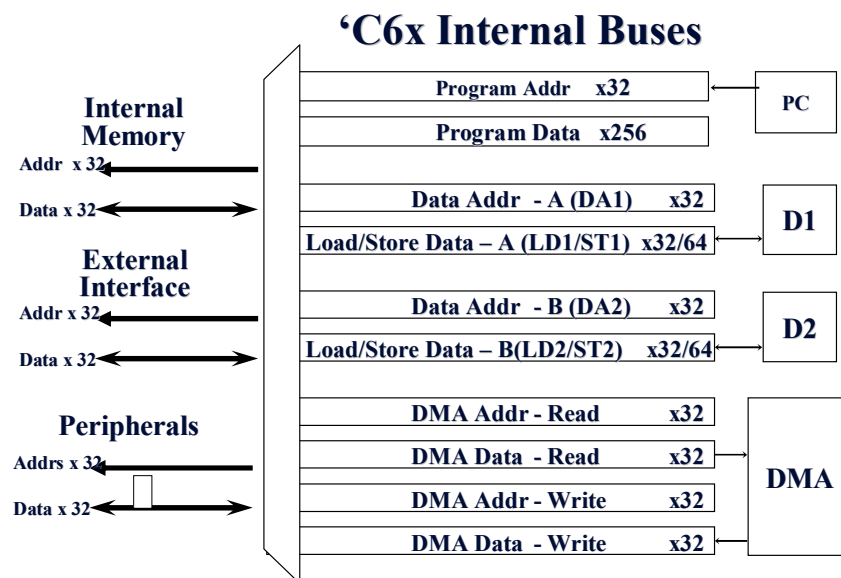 ‘C6x Internal Buses
Internal
Memory
Addr x 32
Data x 32
External
Interface
Addr x 32
Data x 32
Peripherals
Addrs x 32
Data x 32
Program Addr x32
Program Data x256
Data Addr - A (DA1) x32
Load/Store Data – A (LD1/ST1) x32/64
Data Addr - B (DA2) x32
Load/Store Data – B(LD2/ST2) x32/64
DMA Addr - Read x32
DMA Data - Read x32
DMA Addr - Write x32
DMA Data - Write x32
PC
D1
D2
DMA